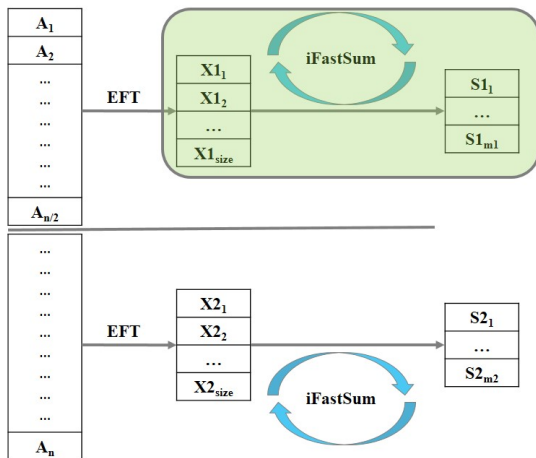 A1
A2
...
...
...
...
...
...
An/2
EFT
X11
X12
...
X1size
iFastSum
S11
...
S1m1
...
...
...
...
...
...
...
...
An
EFT
X21
X22
...
X2size
iFastSum
S21
...
S2m2